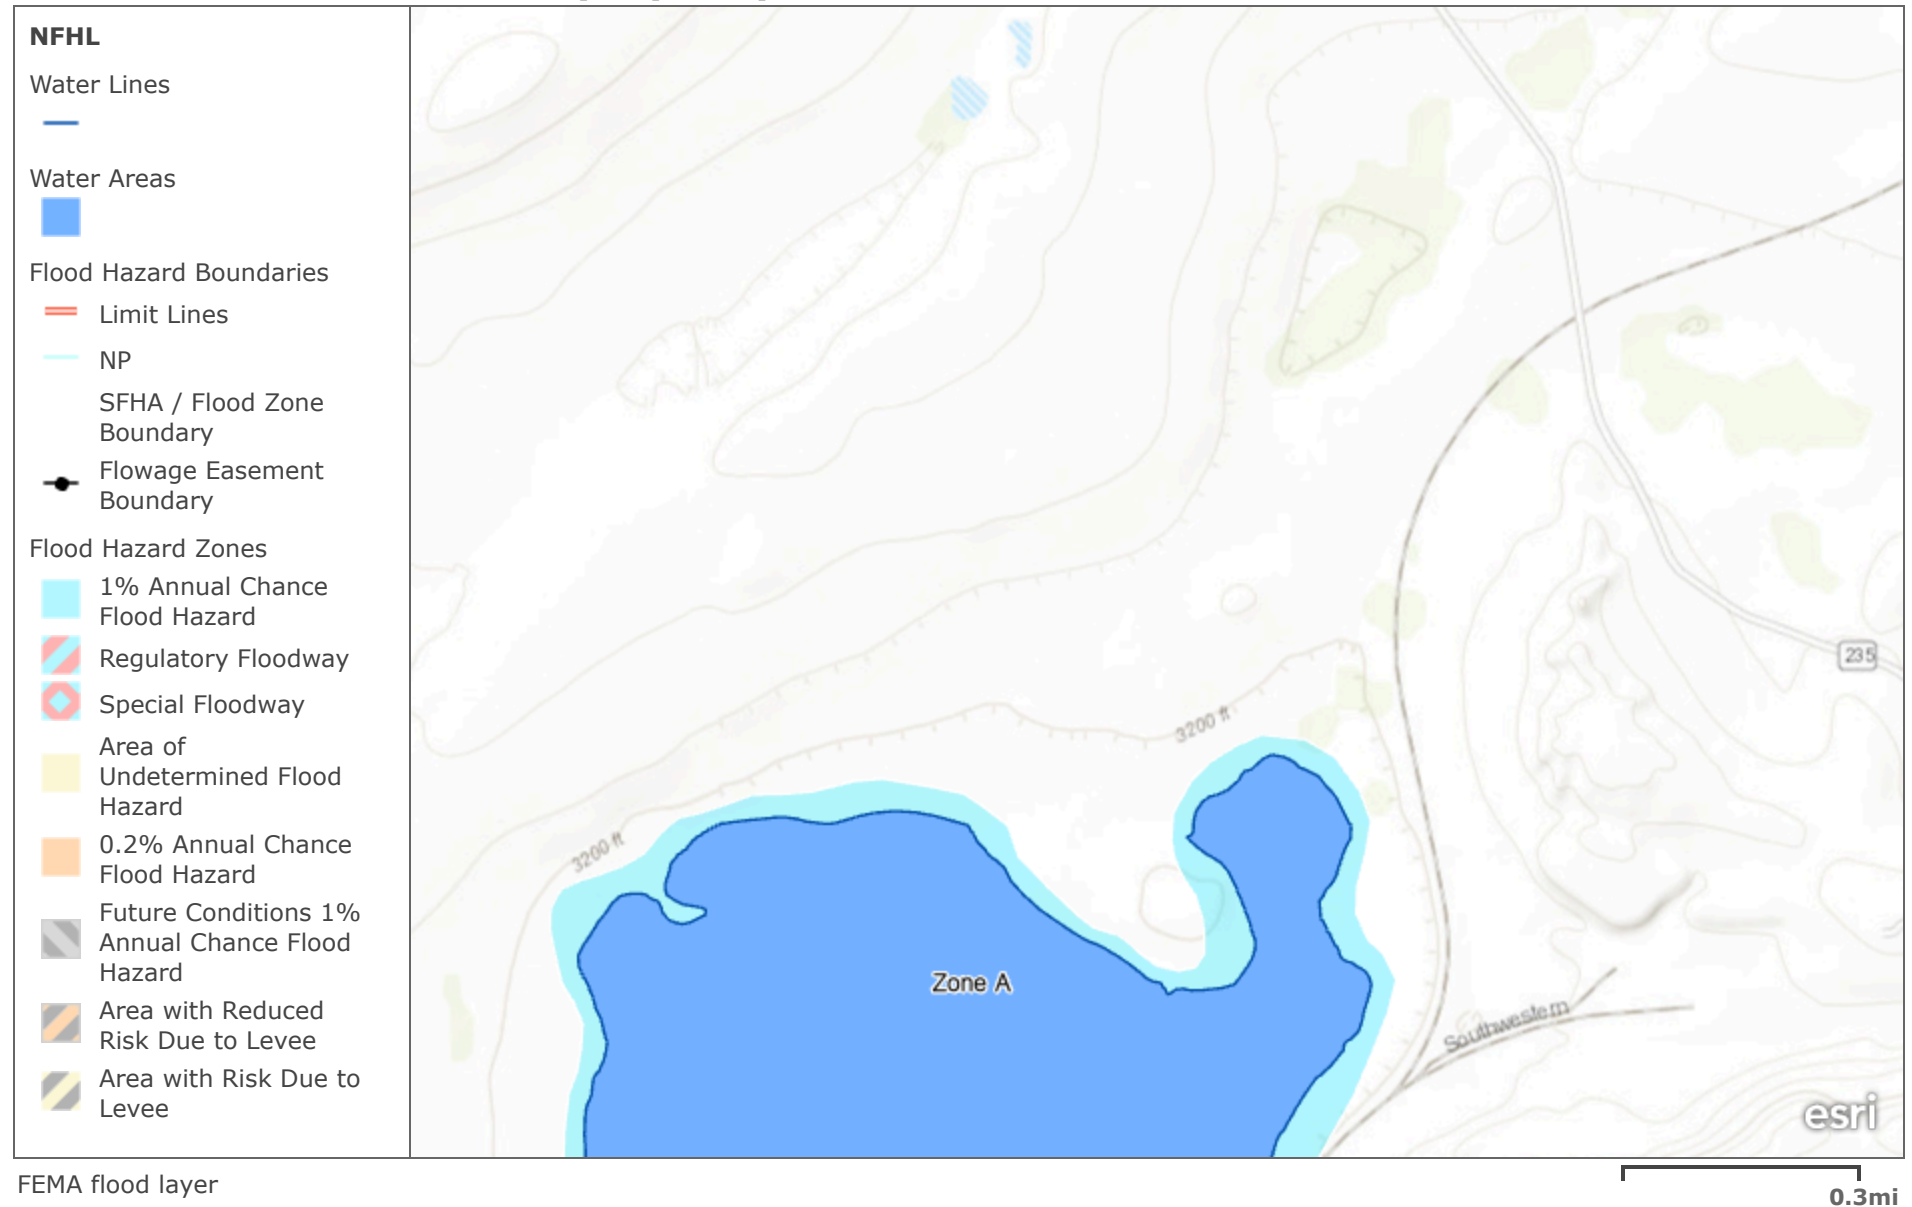 NFHL
Water Lines
Water Areas
Flood Hazard Boundaries
Limit Lines
NP
SFHA / Flood Zone
Boundary
Flowage Easement
Boundary
Flood Hazard Zones
1% Annual Chance
Flood Hazard
Regulatory Floodway
Special Floodway
Area of
Undetermined Flood
Hazard
0.2% Annual Chance
Flood Hazard
Future Conditions 1%
Annual Chance Flood
Hazard
Area with Reduced
Risk Due to Levee
Area with Risk Due to
Levee
235
3200 ft
3200 ft
Zone A
Southwestern
esri
FEMA flood layer
0.3mi